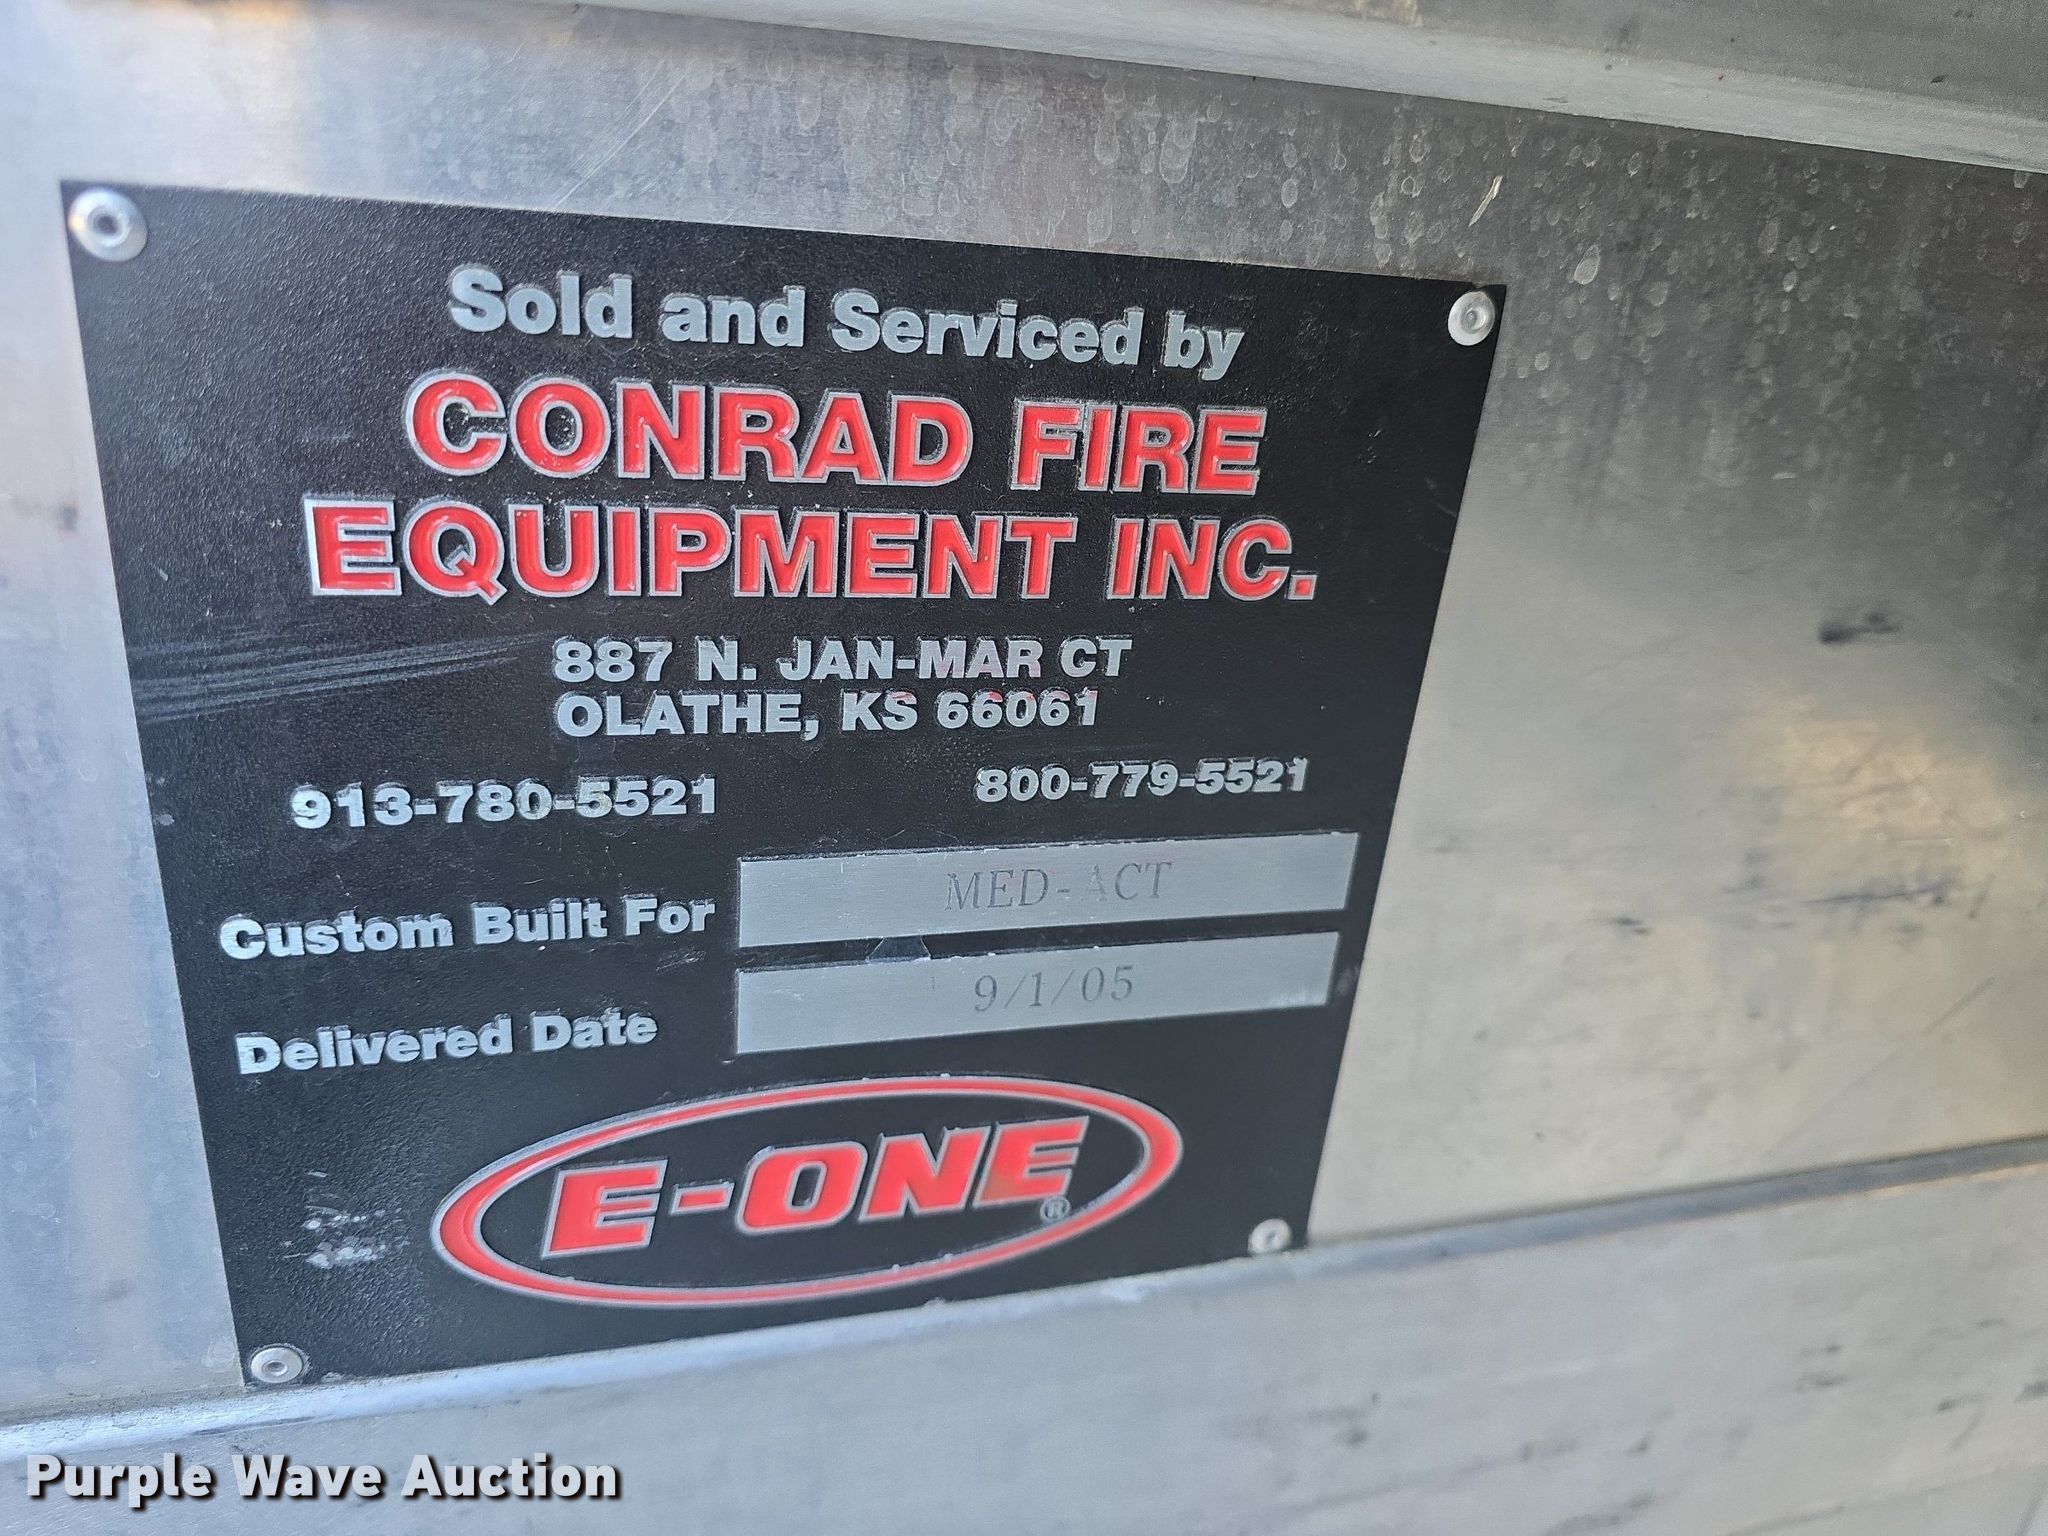 Sold and Serviced by
CONRAD FIRE
EQUIPMENT INC.
887 N. JAN-MAR CT
OLATHE, KS 66061
913-780-5521 800-779-5521
Custom Built For MED-ACT
Delivered Date 9/1/05
E-ONE®
Purple Wave Auction